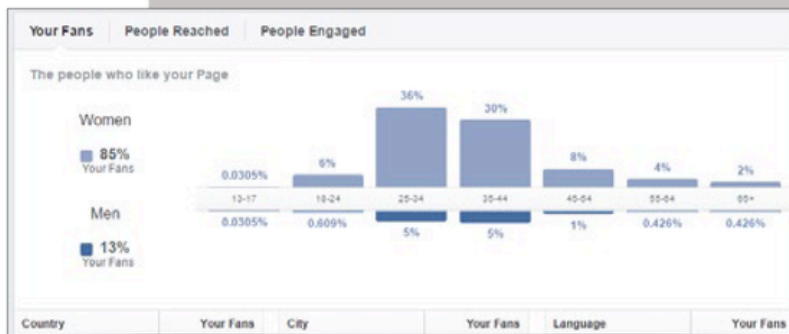 Your Fans People Reached People Engaged
The people who like your Page
36%
30%
Women
85%
Your Fans
0.0305%
6%
8%
4%
2%
13-17 18-24 25-34 35-44 45-54 55-64 65+
Men
0.0305% 0.609% 5% 5% 1% 0.426% 0.426%
13%
Your Fans
Country Your Fans City Your Fans Language Your Fans